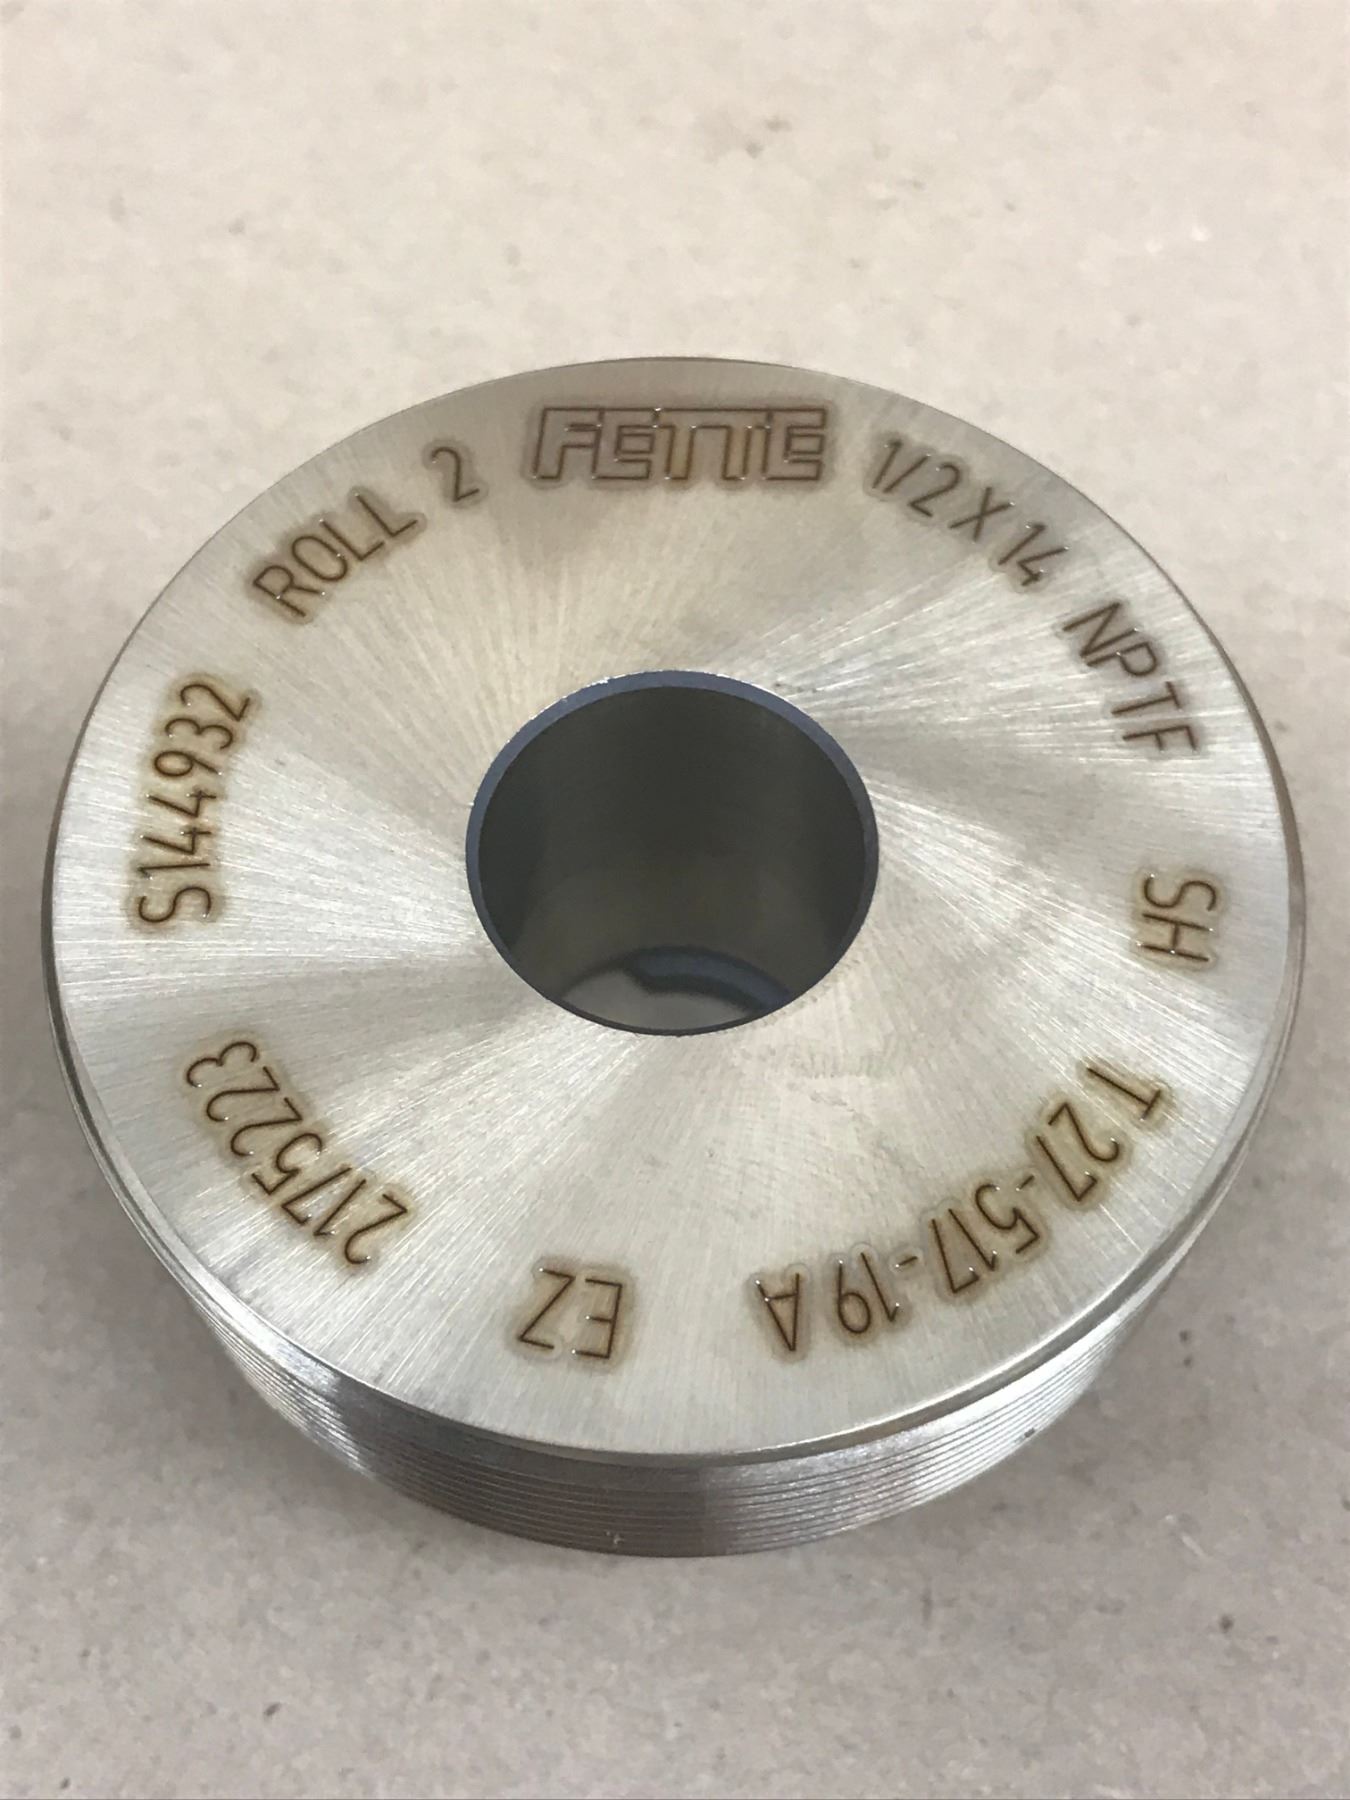 FETTE
1/2 X 14 NPTF
SH
T 27-517-19 A
EZ
2175223
S144932
ROLL 2